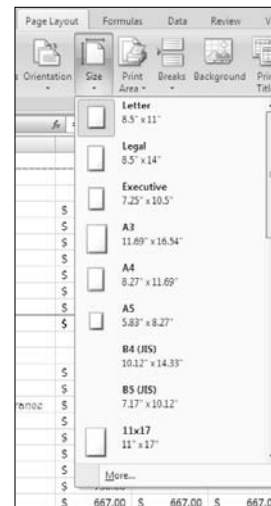 Page Layout Formulas Data Review
Orientation Size Print Area Breaks Background
Letter
8.5" x 11"
Legal
8.5" x 14"
Executive
7.25" x 10.5"
A3
11.69" x 16.54"
A4
8.27" x 11.69"
A5
5.83" x 8.27"
B4 (JIS)
10.12" x 14.33"
B5 (JIS)
7.17" x 10.12"
11x17
11" x 17"
More...
$
$
$
$
$
$
$
$
$
$
$ 667.00 $ 667.00 $ 667.0